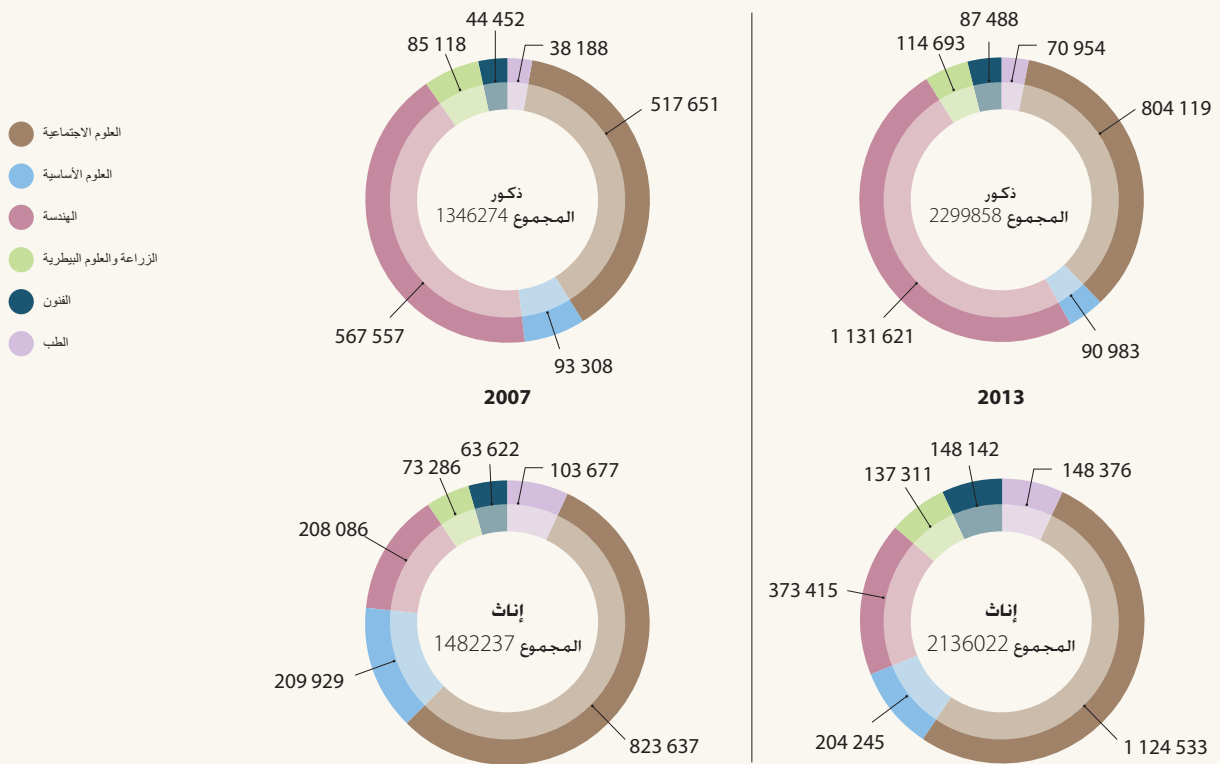 العلوم الاجتماعية
العلوم الأساسية
الهندسة
الزراعة والعلوم البيطرية
الفنون
الطب
44 452
85 118
38 188
517 651
ذكور
المجموع 1346274
567 557
93 308
2007
87 488
114 693
70 954
804 119
ذكور
المجموع 2299858
1 131 621
90 983
2013
63 622
73 286
103 677
208 086
إناث
المجموع 1482237
209 929
823 637
148 142
137 311
148 376
373 415
إناث
المجموع 2136022
204 245
1 124 533